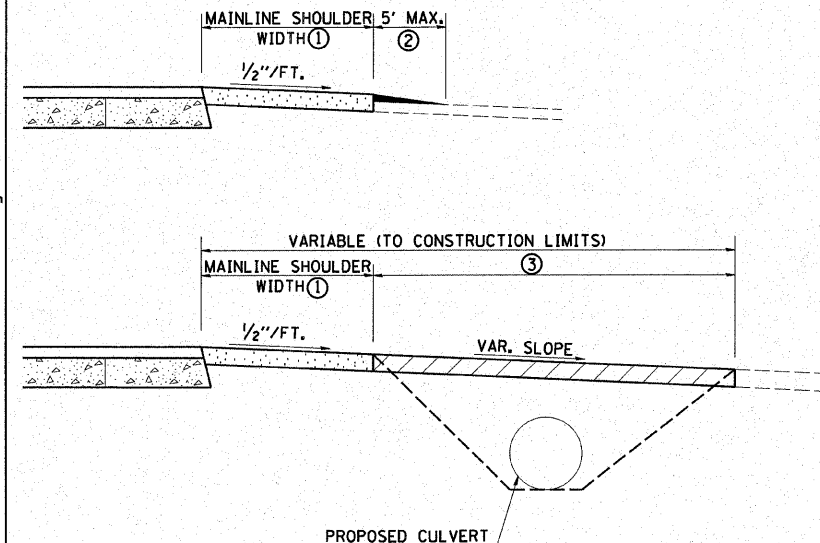 MAINLINE SHOULDER 5' MAX.
WIDTH① ②
1/2"/FT.
VARIABLE (TO CONSTRUCTION LIMITS)
MAINLINE SHOULDER ③
WIDTH①
1/2"/FT.
VAR. SLOPE
PROPOSED CULVERT